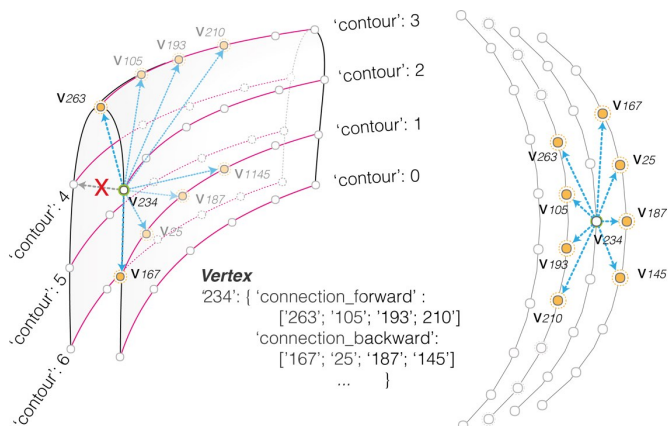 'contour': 3
V210
V193
V105
'contour': 2
V263
'contour': 1
V1145
'contour': 0
'contour': 4
X
V234
V187
V25
V167
'contour': 5
'contour': 6
Vertex
'234': { 'connection_forward' :
['263'; '105'; '193'; 210']
'connection_backward':
['167'; '25'; '187'; '145']
... }
V167
V263
V25
V105
V187
V234
V193
V145
V210